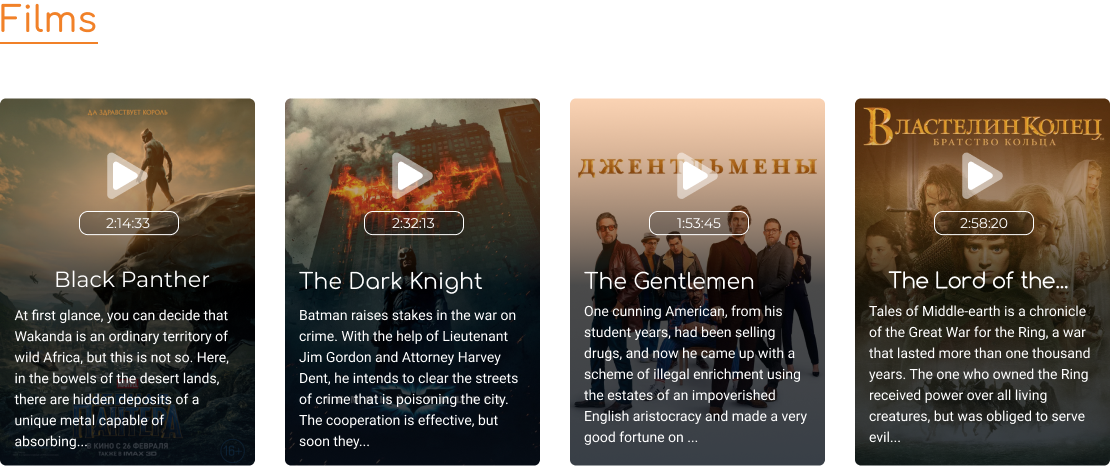 Films
ДА ЗДРАВСТВУЕТ КОРОЛЬ
2:14:33
Black Panther
At first glance, you can decide that
Wakanda is an ordinary territory of
wild Africa, but this is not so. Here,
in the bowels of the desert lands,
there are hidden deposits of a
unique metal capable of
absorbing...
В КИНО С 26 ФЕВРАЛЯ
ТАКЖЕ В IMAX 3D
16+
2:32:13
The Dark Knight
Batman raises stakes in the war on
crime. With the help of Lieutenant
Jim Gordon and Attorney Harvey
Dent, he intends to clear the streets
of crime that is poisoning the city.
The cooperation is effective, but
soon they...
ДЖЕНТЛЬМЕНЫ
1:53:45
The Gentlemen
One cunning American, from his
student years, had been selling
drugs, and now he came up with a
scheme of illegal enrichment using
the estates of an impoverished
English aristocracy and made a very
good fortune on ...
ВЛАСТЕЛИН КОЛЕЦ
БРАТСТВО КОЛЬЦА
2:58:20
The Lord of the...
Tales of Middle-earth is a chronicle
of the Great War for the Ring, a war
that lasted more than one thousand
years. The one who owned the Ring
received power over all living
creatures, but was obliged to serve
evil...